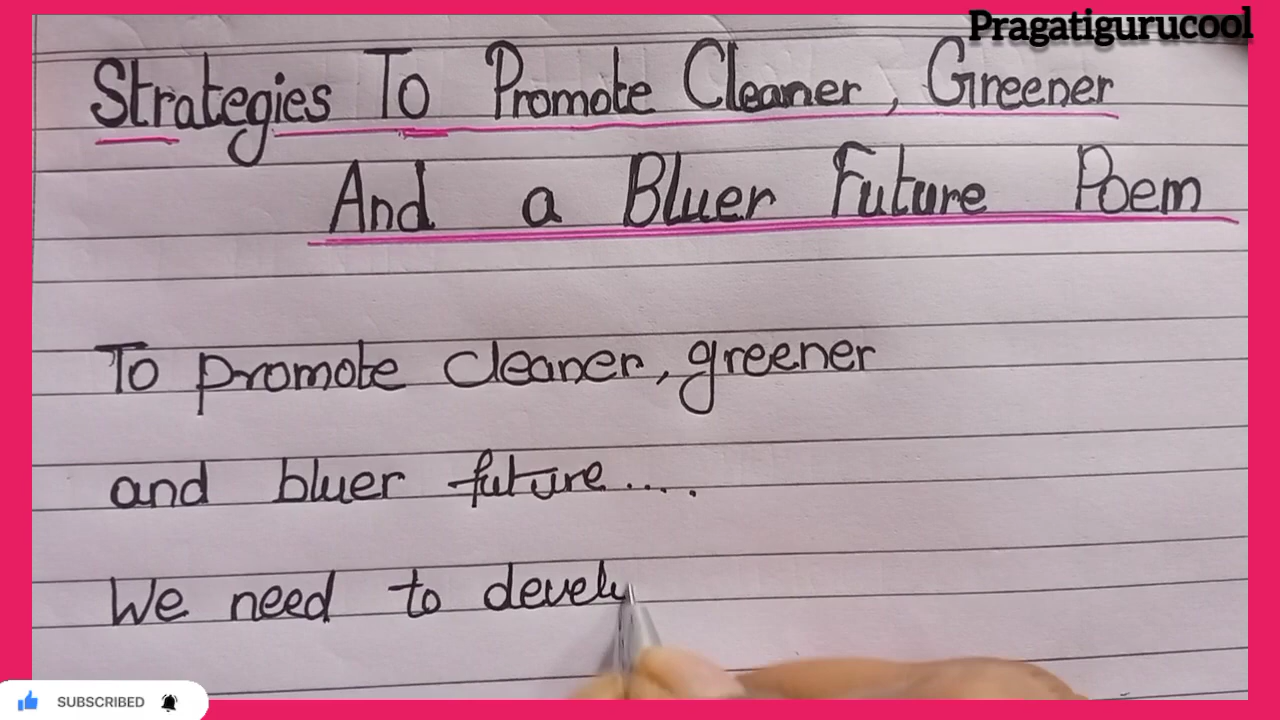 Pragatigurucool
Strategies To Promote Cleaner, Greener
And a Bluer Future Poem
To promote cleaner, greener
and bluer future....
We need to
SUBSCRIBED